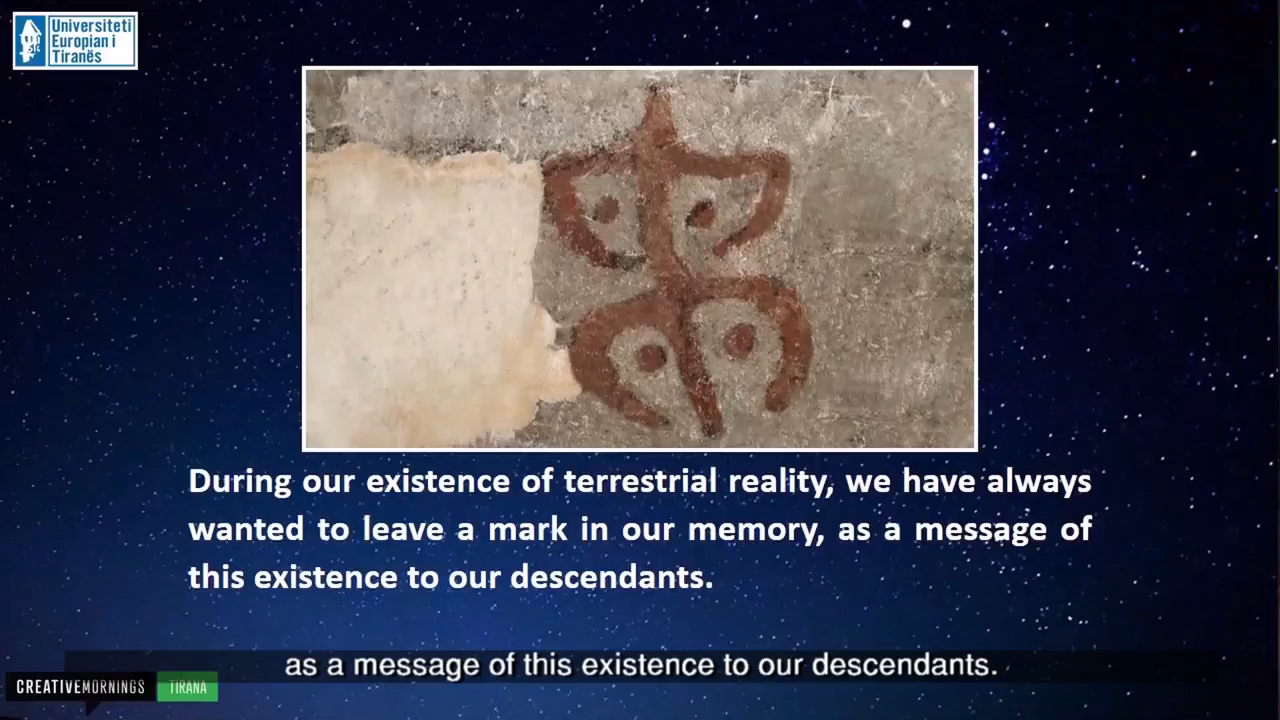 Universiteti
Europian i
Tiranës
During our existence of terrestrial reality, we have always
wanted to leave a mark in our memory, as a message of
this existence to our descendants.
as a message of this existence to our descendants.
CREATIVEMORNINGS TIRANA